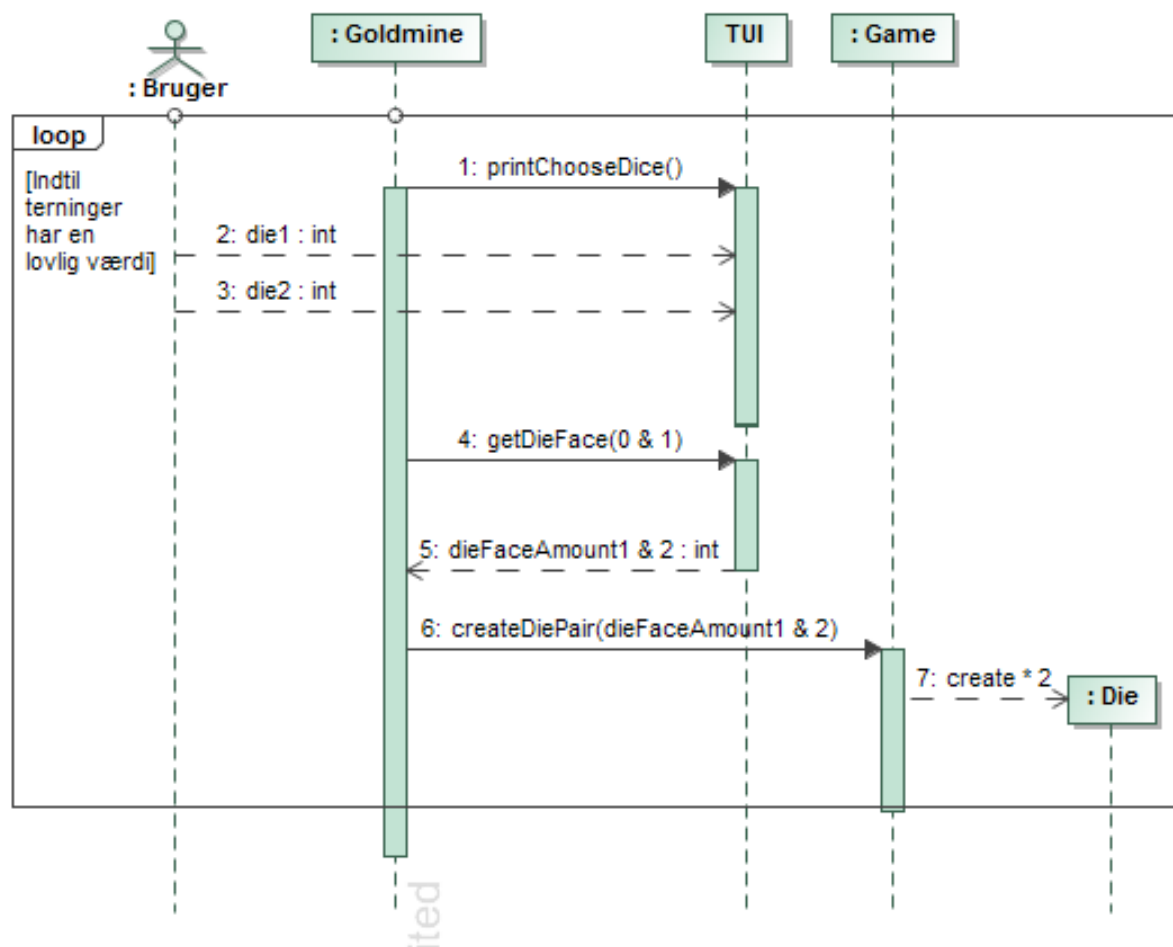 : Bruger
: Goldmine
TUI
: Game
loop
[Indtil
terninger
har en
lovlig værdi]
1: printChooseDice()
2: die1 : int
3: die2 : int
4: getDieFace(0 & 1)
5: dieFaceAmount1 & 2 : int
6: createDiePair(dieFaceAmount1 & 2)
7: create * 2
: Die
ited